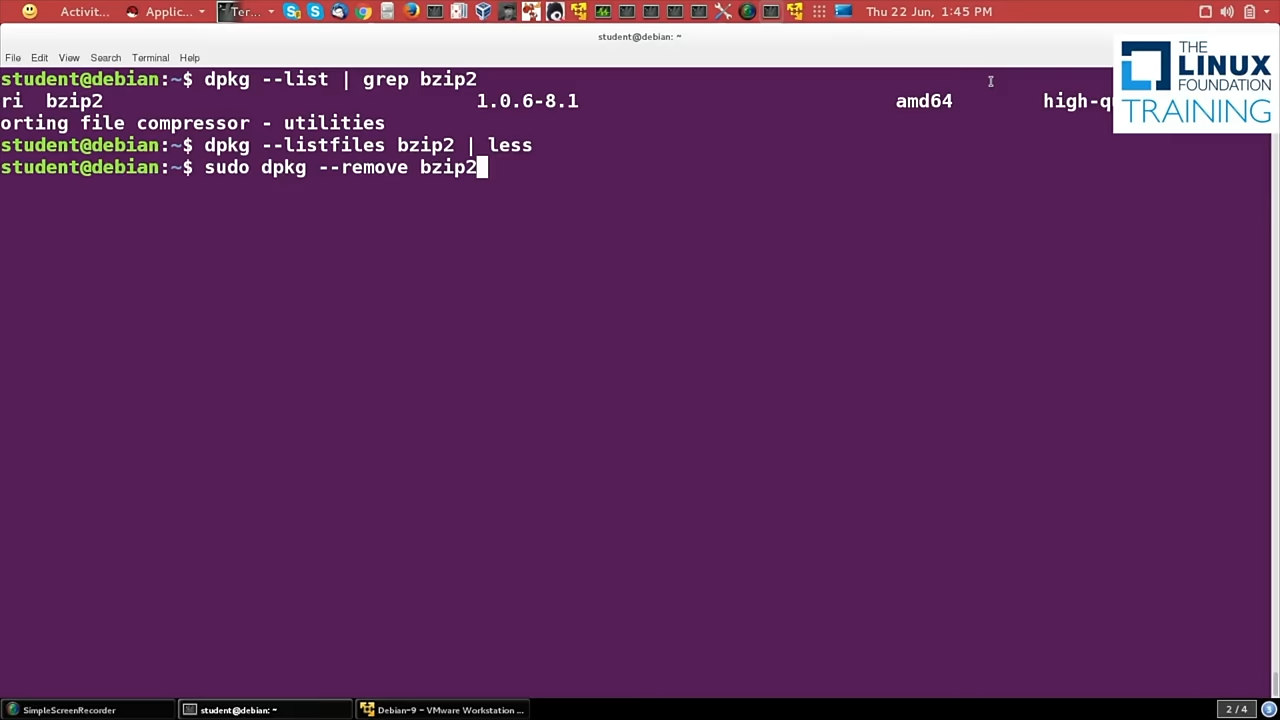 Activit...
Applic...
Ter...
Thu 22 Jun, 1:45 PM
student@debian: ~
File Edit View Search Terminal Help
THE
LINUX
FOUNDATION
TRAINING
student@debian:~$ dpkg --list | grep bzip2
ri bzip2 1.0.6-8.1 amd64 high-qu
orting file compressor - utilities
student@debian:~$ dpkg --listfiles bzip2 | less
student@debian:~$ sudo dpkg --remove bzip2
SimpleScreenRecorder
student@debian: ~
Debian-9 - VMware Workstation ...
2 / 4
3